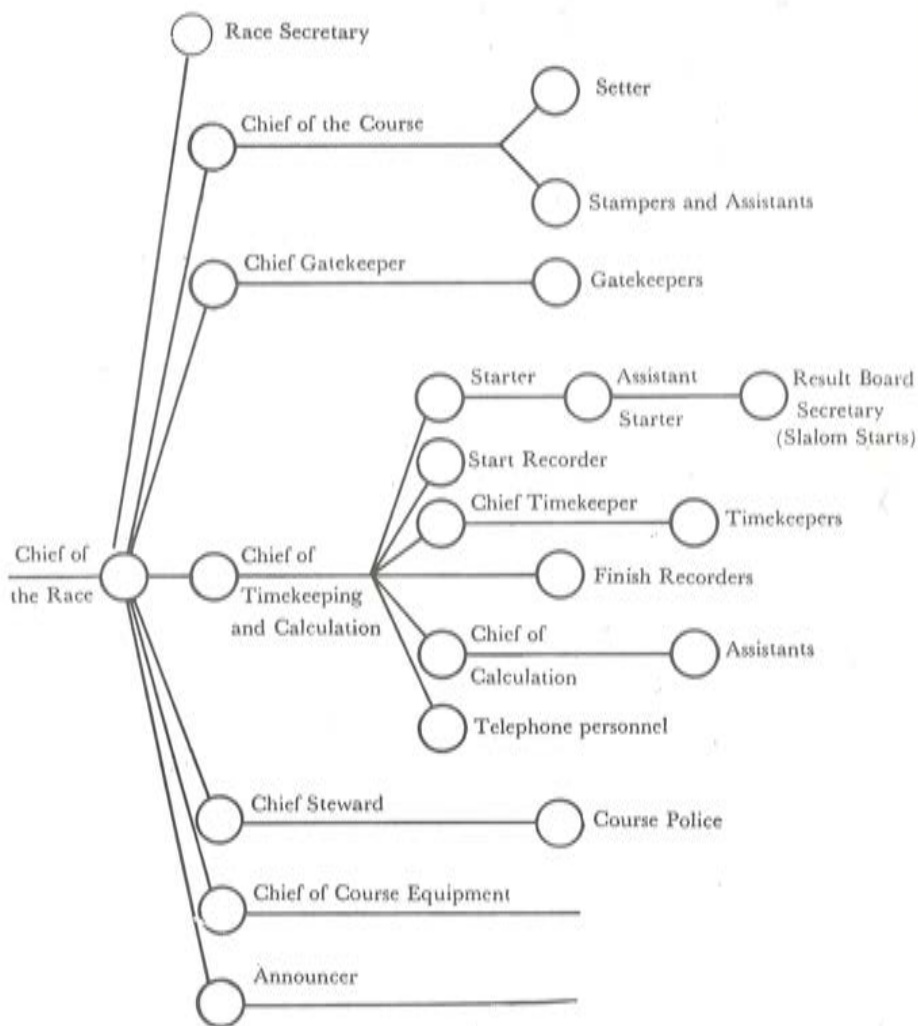 Race Secretary
Setter
Chief of the Course
Stampers and Assistants
Chief Gatekeeper
Gatekeepers
Starter
Assistant
Starter
Result Board
Secretary
(Slalom Starts)
Start Recorder
Chief Timekeeper
Timekeepers
Chief of
the Race
Chief of
Timekeeping
and Calculation
Finish Recorders
Chief of
Calculation
Assistants
Telephone personnel
Chief Steward
Course Police
Chief of Course Equipment
Announcer